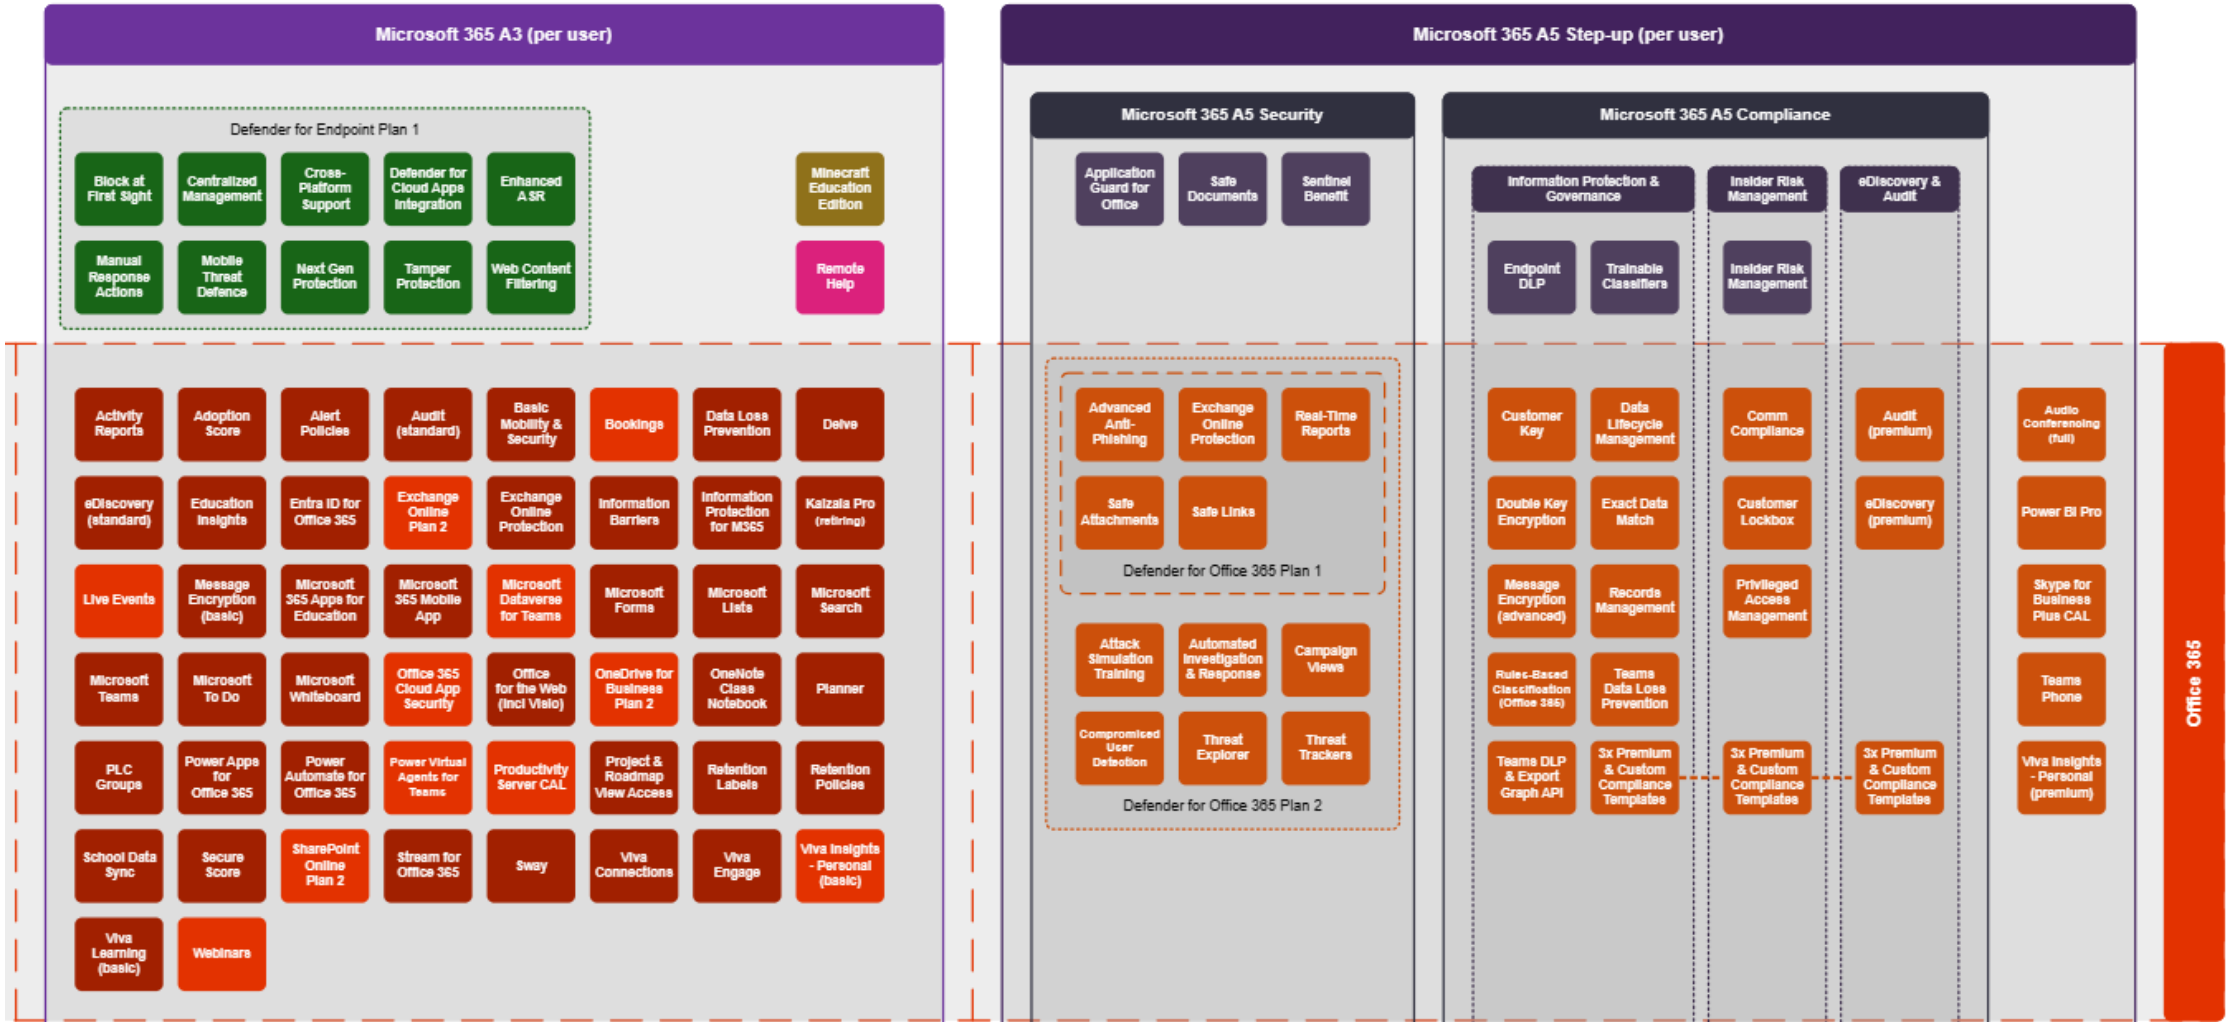 Microsoft 365 A3 (per user)
Defender for Endpoint Plan 1
Block at
First Sight
Centralized
Management
Cross-
Platform
Support
Defender for
Cloud Apps
Integration
Enhanced
ASR
Minecraft
Education
Edition
Manual
Response
Actions
Mobile
Threat
Defence
Next Gen
Protection
Tamper
Protection
Web Content
Filtering
Remote
Help
Activity
Reports
Adoption
Score
Alert
Policies
Audit
(standard)
Basic
Mobility &
Security
Bookings
Data Loss
Prevention
Delve
eDiscovery
(standard)
Education
Insights
Entra ID for
Office 365
Exchange
Online
Plan 2
Exchange
Online
Protection
Information
Barriers
Information
Protection
for M365
Kaizala Pro
(retiring)
Live Events
Message
Encryption
(basic)
Microsoft
365 Apps for
Education
Microsoft
365 Mobile
App
Microsoft
Dataverse
for Teams
Microsoft
Forms
Microsoft
Lists
Microsoft
Search
Microsoft
Teams
Microsoft
To Do
Microsoft
Whiteboard
Office 365
Cloud App
Security
Office
for the Web
(incl Visio)
OneDrive for
Business
Plan 2
OneNote
Class
Notebook
Planner
PLC
Groups
Power Apps
for
Office 365
Power
Automate for
Office 365
Power Virtual
Agents for
Teams
Productivity
Server CAL
Project &
Roadmap
View Access
Retention
Labels
Retention
Policies
School Data
Sync
Secure
Score
SharePoint
Online
Plan 2
Stream for
Office 365
Sway
Viva
Connections
Viva
Engage
Viva Insights
- Personal
(basic)
Viva
Learning
(basic)
Webinars
Microsoft 365 A5 Step-up (per user)
Microsoft 365 A5 Security
Application
Guard for
Office
Safe
Documents
Sentinel
Benefit
Advanced
Anti-
Phishing
Exchange
Online
Protection
Real-Time
Reports
Safe
Attachments
Safe Links
Defender for Office 365 Plan 1
Attack
Simulation
Training
Automated
Investigation
& Response
Campaign
Views
Compromised
User
Detection
Threat
Explorer
Threat
Trackers
Defender for Office 365 Plan 2
Microsoft 365 A5 Compliance
Information Protection &
Governance
Endpoint
DLP
Trainable
Classifiers
Customer
Key
Data
Lifecycle
Management
Double Key
Encryption
Exact Data
Match
Message
Encryption
(advanced)
Records
Management
Rules-Based
Classification
(Office 365)
Teams
Data Loss
Prevention
Teams DLP
& Export
Graph API
3x Premium
& Custom
Compliance
Templates
Insider Risk
Management
Insider Risk
Management
Comm
Compliance
Customer
Lockbox
Privileged
Access
Management
3x Premium
& Custom
Compliance
Templates
eDiscovery &
Audit
Audit
(premium)
eDiscovery
(premium)
3x Premium
& Custom
Compliance
Templates
Audio
Conferencing
(full)
Power BI Pro
Skype for
Business
Plus CAL
Teams
Phone
Viva Insights
- Personal
(premium)
Office 365